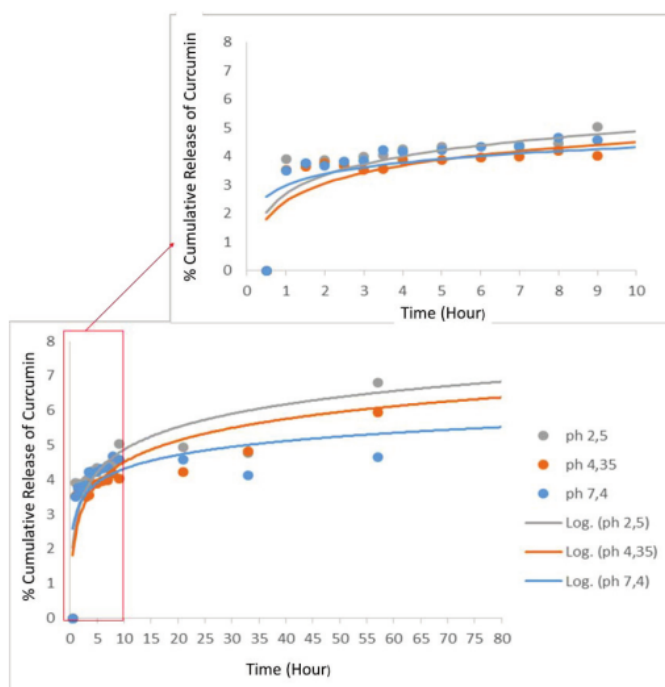 8
7
6
5
4
3
2
1
0
% Cumulative Release of Curcumin
1 2 3 4 5 6 7 8 9 10
Time (Hour)
8
7
6
5
4
3
2
1
0
% Cumulative Release of Curcumin
0 5 10 15 20 25 30 35 40 45 50 55 60 65 70 75 80
Time (Hour)
ph 2,5
ph 4,35
ph 7,4
Log. (ph 2,5)
Log. (ph 4,35)
Log. (ph 7,4)